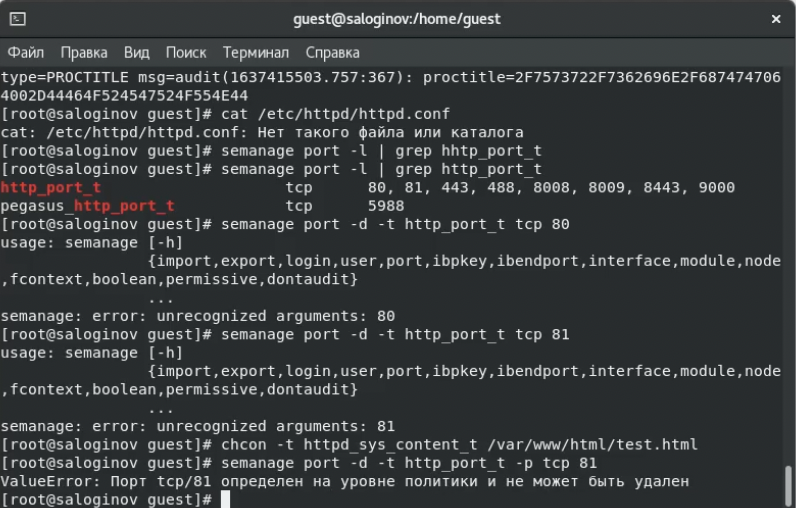 guest@saloginov:/home/guest
Файл Правка Вид Поиск Терминал Справка
type=PROCTITLE msg=audit(1637415503.757:367): proctitle=2F7573722F7362696E2F687474706
4002D44464F524547524F554E44
[root@saloginov guest]# cat /etc/httpd/httpd.conf
cat: /etc/httpd/httpd.conf: Нет такого файла или каталога
[root@saloginov guest]# semanage port -l | grep hhtp_port_t
[root@saloginov guest]# semanage port -l | grep http_port_t
http_port_t                    tcp      80, 81, 443, 488, 8008, 8009, 8443, 9000
pegasus_http_port_t            tcp      5988
[root@saloginov guest]# semanage port -d -t http_port_t tcp 80
usage: semanage [-h]
                {import,export,login,user,port,ibpkey,ibendport,interface,module,node
,fcontext,boolean,permissive,dontaudit}
                ...
semanage: error: unrecognized arguments: 80
[root@saloginov guest]# semanage port -d -t http_port_t tcp 81
usage: semanage [-h]
                {import,export,login,user,port,ibpkey,ibendport,interface,module,node
,fcontext,boolean,permissive,dontaudit}
                ...
semanage: error: unrecognized arguments: 81
[root@saloginov guest]# chcon -t httpd_sys_content_t /var/www/html/test.html
[root@saloginov guest]# semanage port -d -t http_port_t -p tcp 81
ValueError: Порт tcp/81 определен на уровне политики и не может быть удален
[root@saloginov guest]#